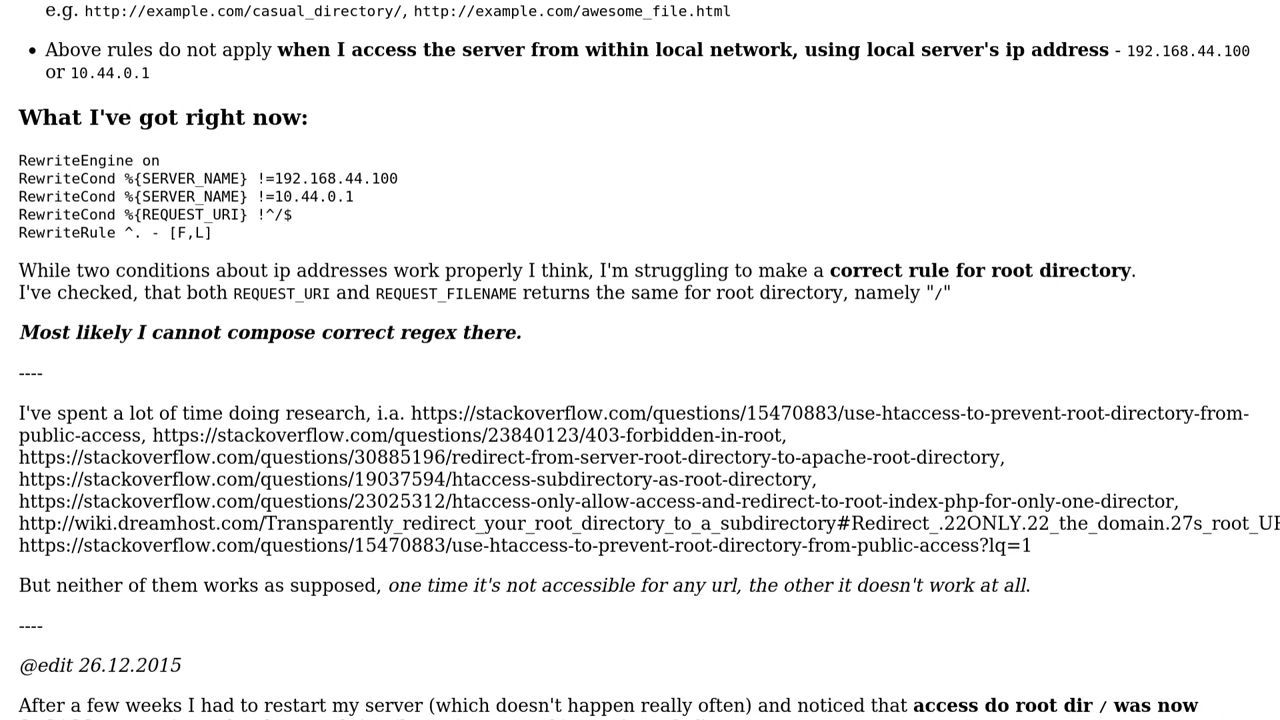 e.g. http://example.com/casual_directory/, http://example.com/awesome_file.html
• Above rules do not apply when I access the server from within local network, using local server's ip address - 192.168.44.100
or 10.44.0.1
What I've got right now:
RewriteEngine on
RewriteCond %{SERVER_NAME} !=192.168.44.100
RewriteCond %{SERVER_NAME} !=10.44.0.1
RewriteCond %{REQUEST_URI} !^/$
RewriteRule ^. - [F,L]
While two conditions about ip addresses work properly I think, I'm struggling to make a correct rule for root directory.
I've checked, that both REQUEST_URI and REQUEST_FILENAME returns the same for root directory, namely "/"
Most likely I cannot compose correct regex there.
----
I've spent a lot of time doing research, i.a. https://stackoverflow.com/questions/15470883/use-htaccess-to-prevent-root-directory-from-
public-access, https://stackoverflow.com/questions/23840123/403-forbidden-in-root,
https://stackoverflow.com/questions/30885196/redirect-from-server-root-directory-to-apache-root-directory,
https://stackoverflow.com/questions/19037594/htaccess-subdirectory-as-root-directory,
https://stackoverflow.com/questions/23025312/htaccess-only-allow-access-and-redirect-to-root-index-php-for-only-one-director,
http://wiki.dreamhost.com/Transparently_redirect_your_root_directory_to_a_subdirectory#Redirect_.22ONLY.22_the_domain.27s_root_U
https://stackoverflow.com/questions/15470883/use-htaccess-to-prevent-root-directory-from-public-access?lq=1
But neither of them works as supposed, one time it's not accessible for any url, the other it doesn't work at all.
----
@edit 26.12.2015
After a few weeks I had to restart my server (which doesn't happen really often) and noticed that access do root dir / was now